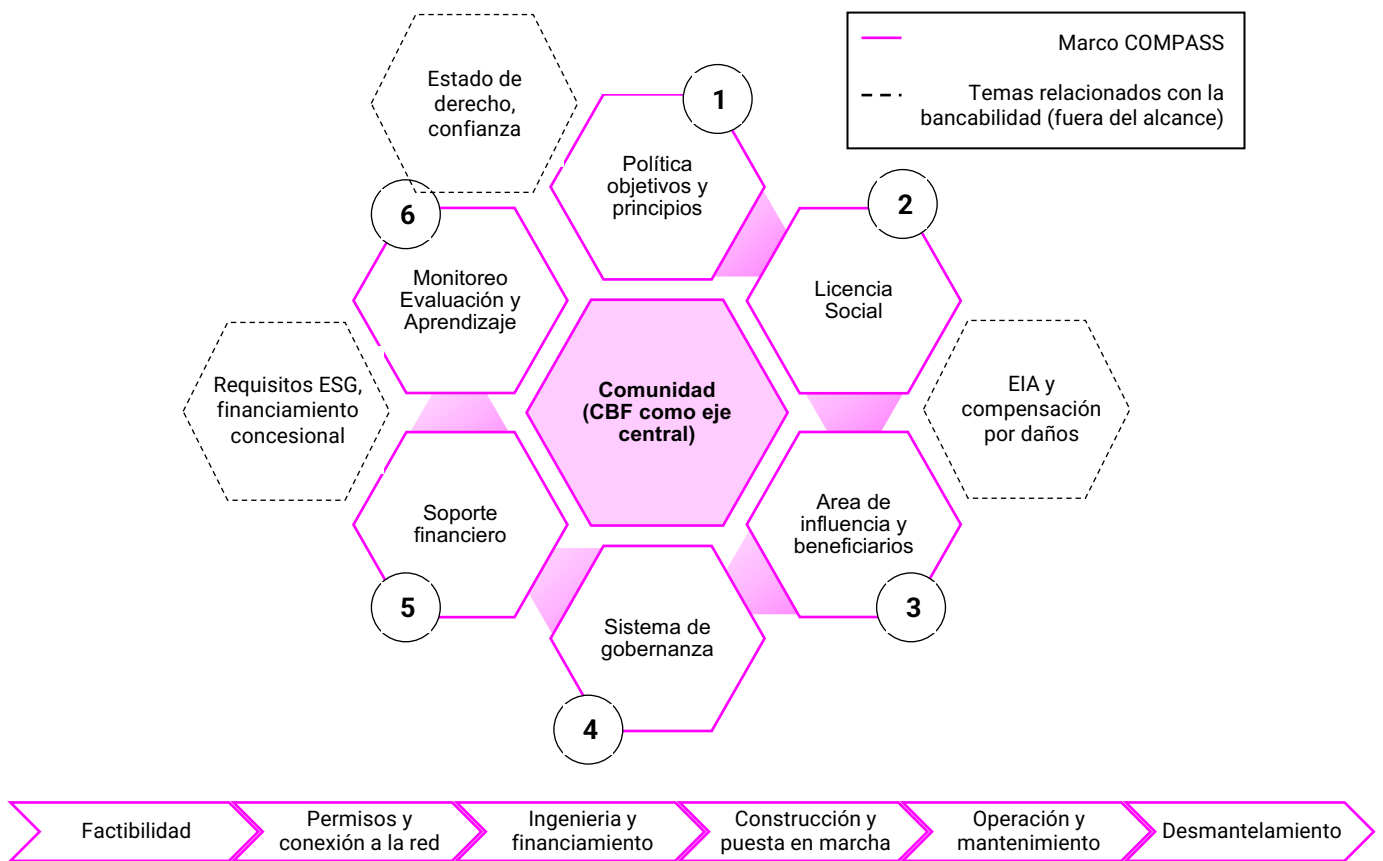 Marco COMPASS
Temas relacionados con la
bancabilidad (fuera del alcance)
Estado de
derecho,
confianza
1
Política
objetivos y
principios
2
Licencia
Social
6
Monitoreo
Evaluación y
Aprendizaje
Requisitos ESG,
financiamiento
concesional
Comunidad
(CBF como eje
central)
EIA y
compensación
por daños
Soporte
financiero
5
Area de
influencia y
beneficiarios
3
Sistema de
gobernanza
4
Factibilidad
Permisos y
conexión a la red
Ingenieria y
financiamiento
Construcción y
puesta en marcha
Operación y
mantenimiento
Desmantelamiento